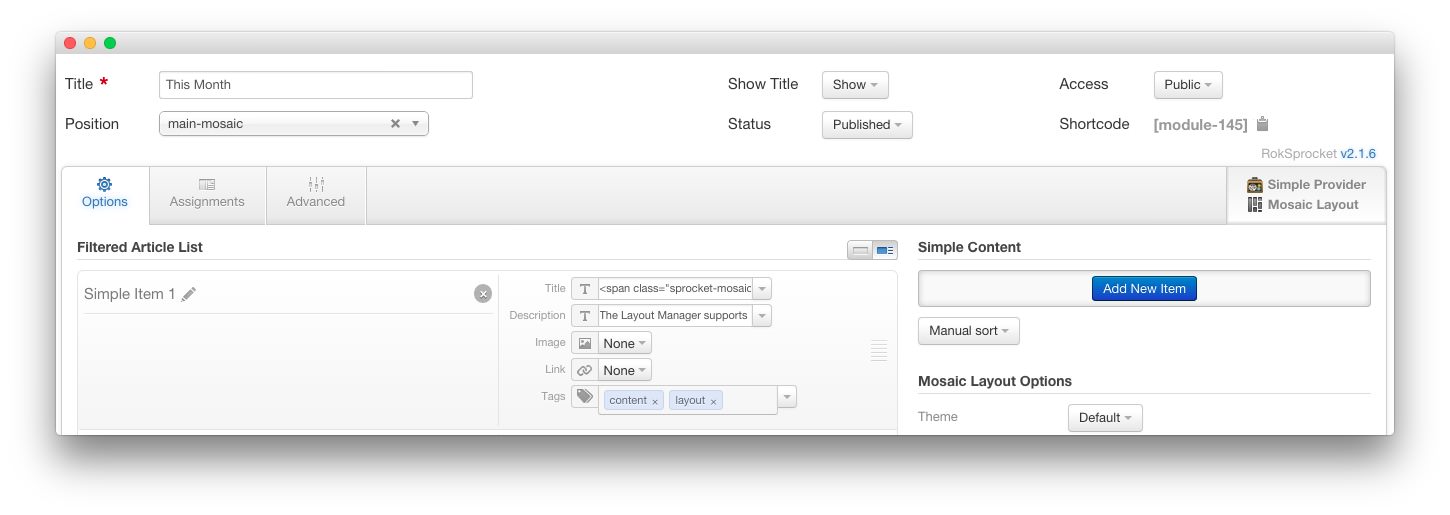 Title * This Month Show Title Show Access Public
Position main-mosaic Status Published Shortcode [module-145]
RokSprocket v2.1.6
Options Assignments Advanced Simple Provider
Mosaic Layout
Filtered Article List Simple Content
Simple Item 1 Title T <span class="sprocket-mosaic Add New Item
Description T The Layout Manager supports
Image None Manual sort
Link None
Tags content × layout × Mosaic Layout Options
Theme Default